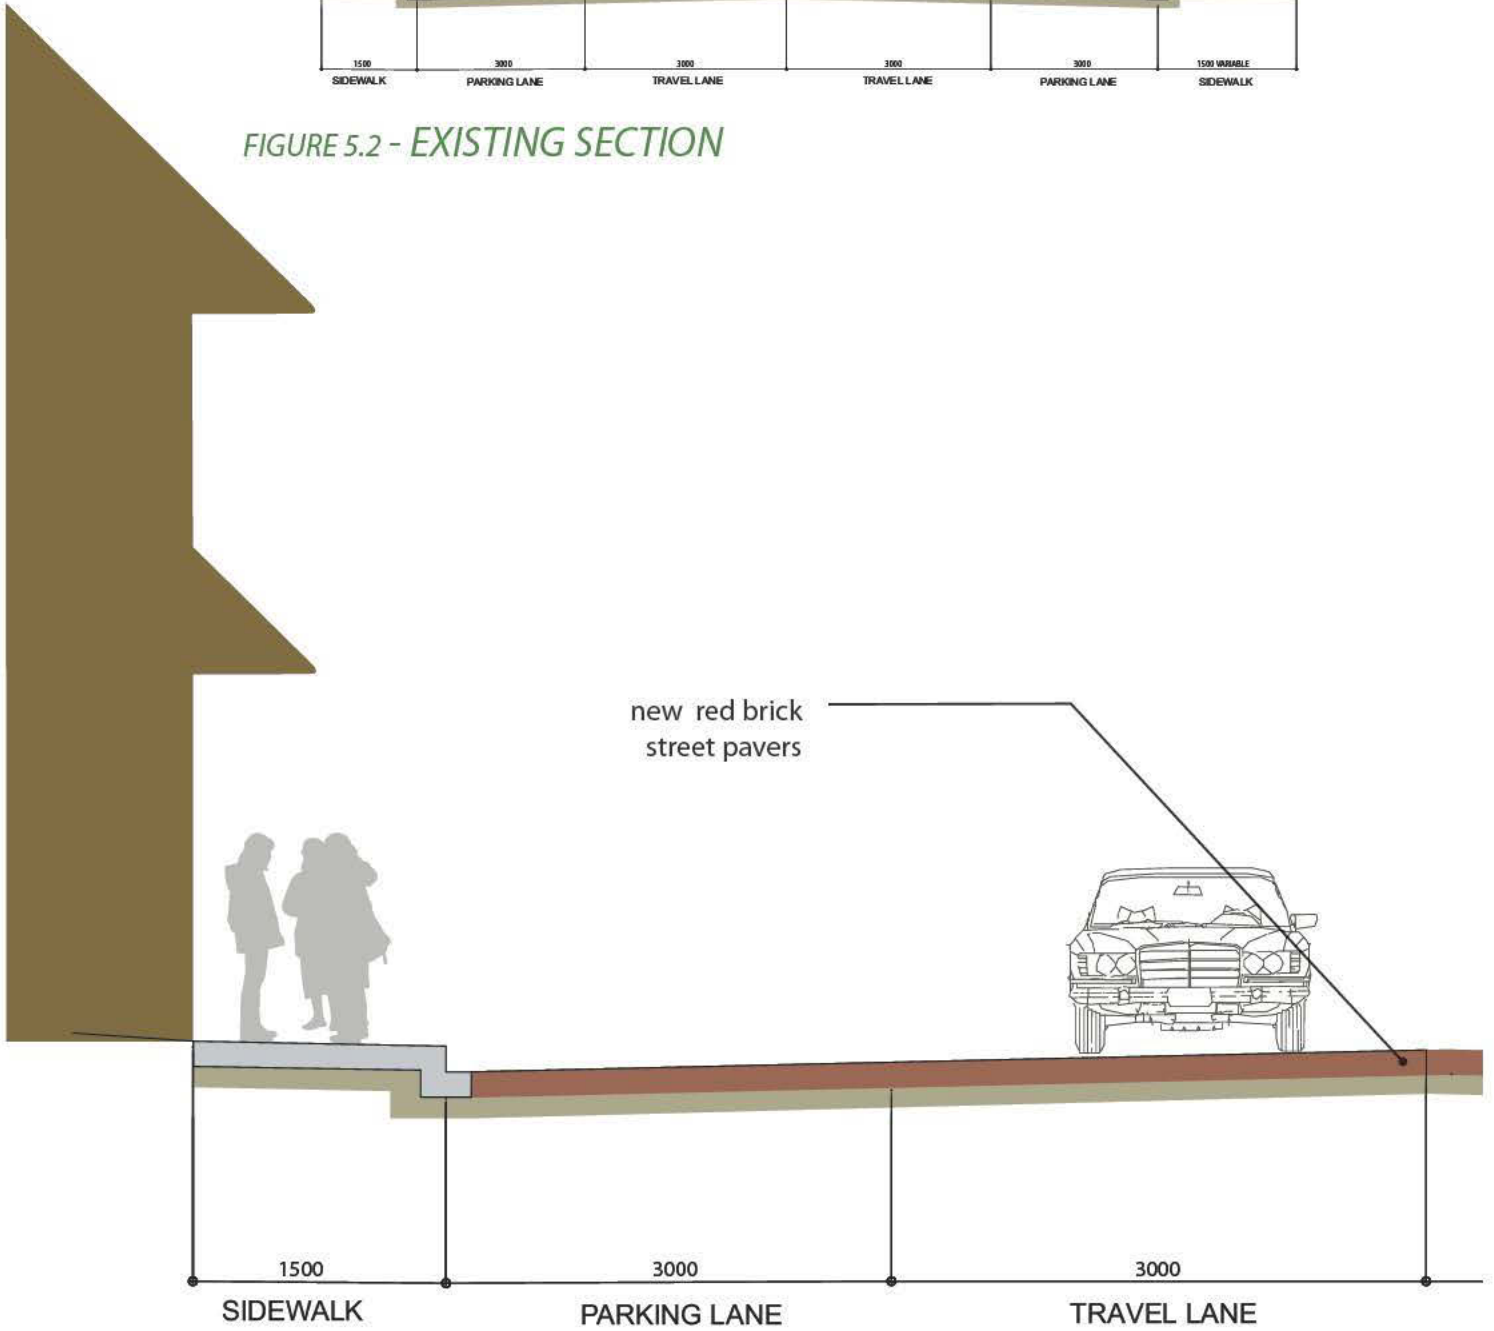 1500 3000 3000 3000 3000 1500 VARIABLE
SIDEWALK PARKING LANE TRAVEL LANE TRAVEL LANE PARKING LANE SIDEWALK
FIGURE 5.2 - EXISTING SECTION
new red brick
street pavers
1500 3000 3000
SIDEWALK PARKING LANE TRAVEL LANE